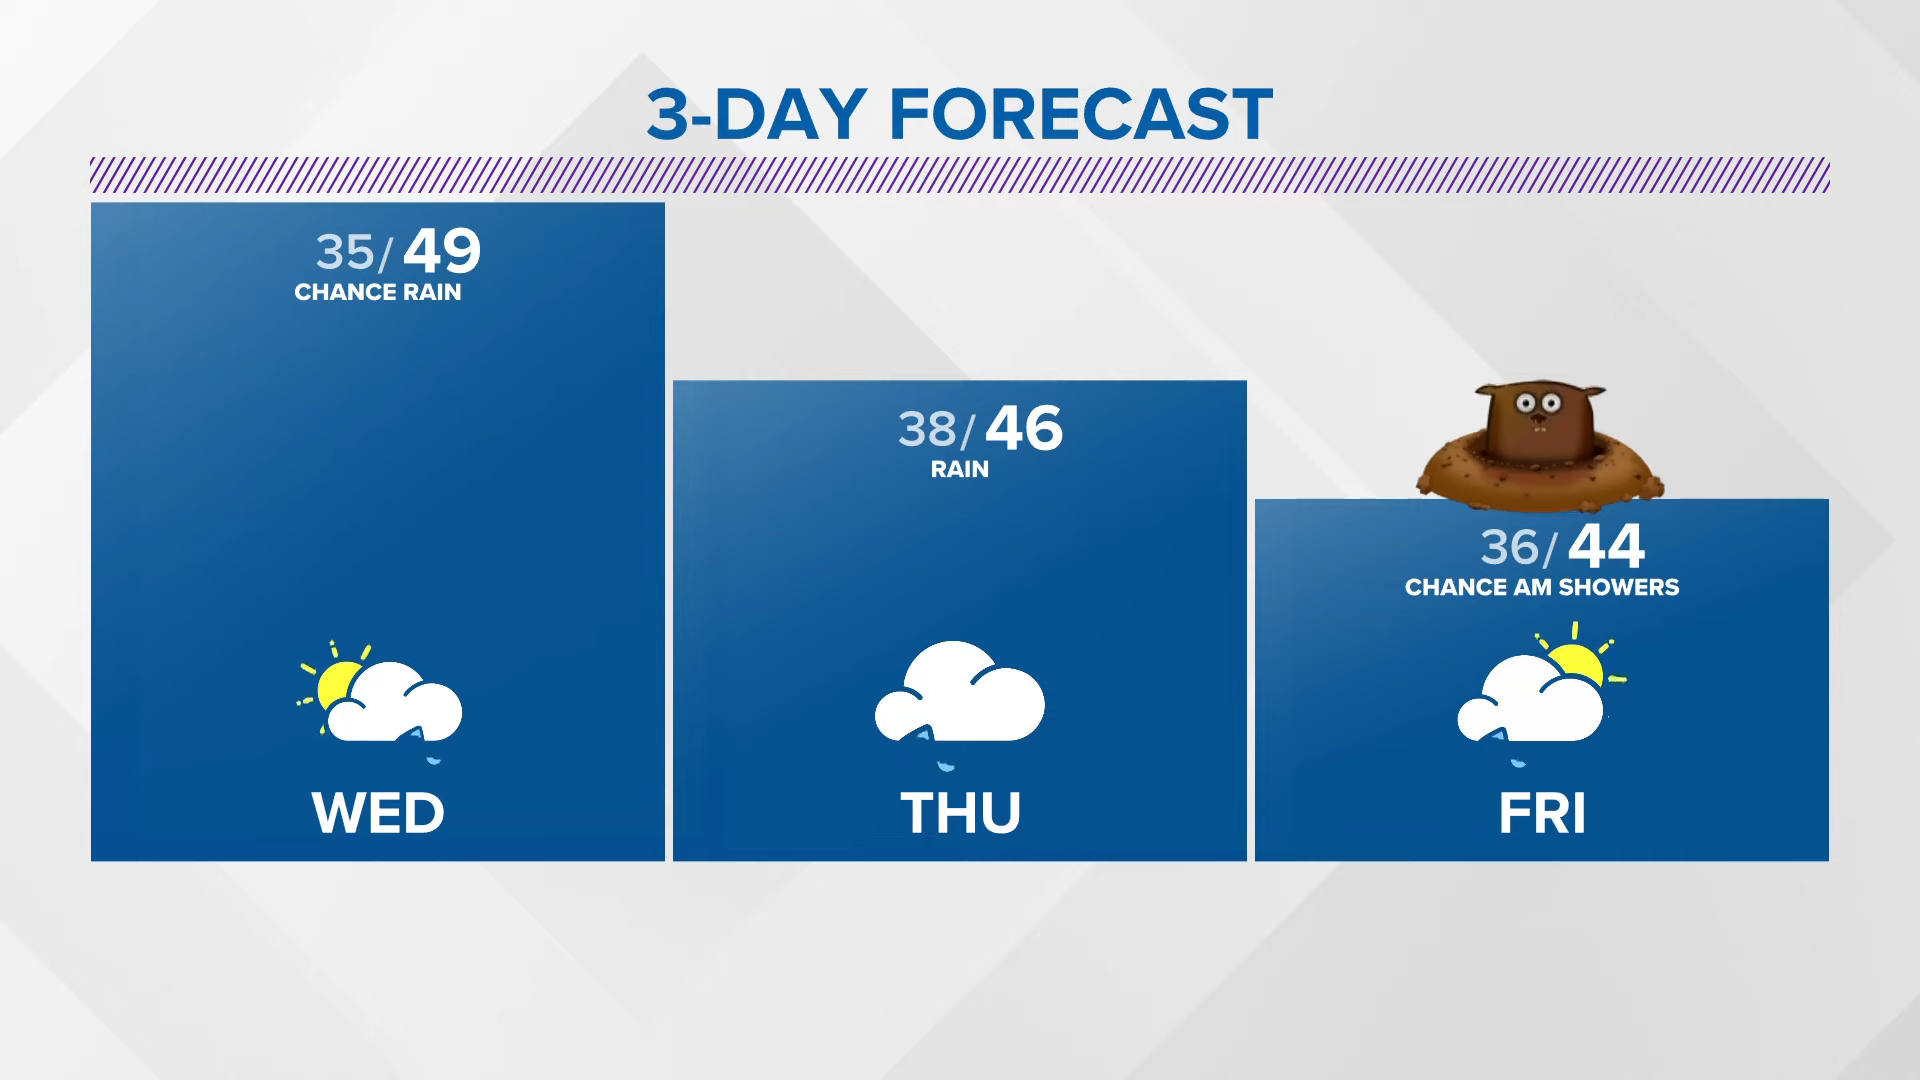 3-DAY FORECAST
35/ 49
CHANCE RAIN
WED
38/ 46
RAIN
THU
36/ 44
CHANCE AM SHOWERS
FRI